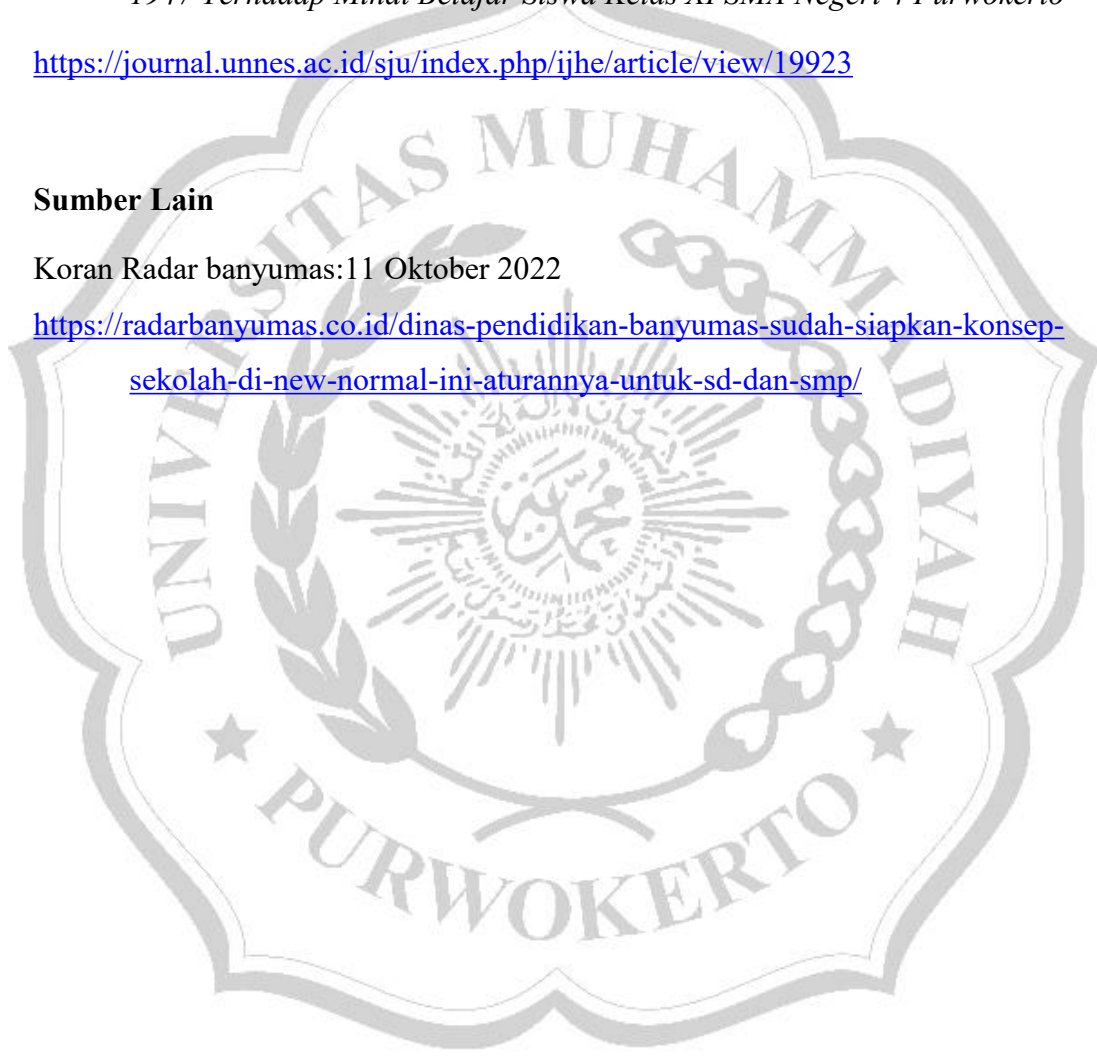 1947 Terhadap Minat Belajar Siswa Kelas XI SMA Negeri 4 Purwokerto
https://journal.unnes.ac.id/sju/index.php/ijhe/article/view/19923
Sumber Lain
Koran Radar banyumas:11 Oktober 2022
https://radarbanyumas.co.id/dinas-pendidikan-banyumas-sudah-siapkan-konsep-
sekolah-di-new-normal-ini-aturannya-untuk-sd-dan-smp/
UNIVERSITAS MUHAMMADIYAH
PURWOKERTO